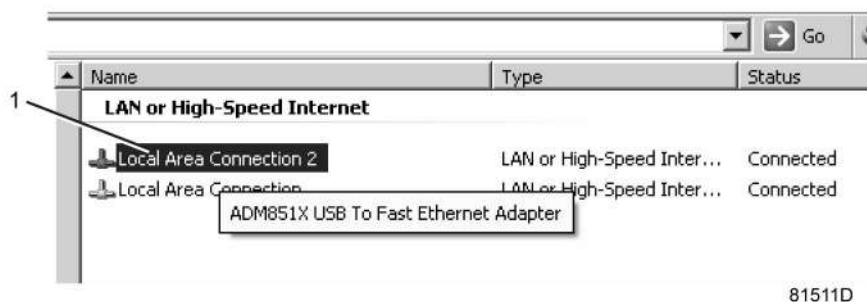 Go
Name Type Status
1
LAN or High-Speed Internet
Local Area Connection 2 LAN or High-Speed Inter... Connected
Local Area Connection LAN or High-Speed Inter... Connected
ADM851X USB To Fast Ethernet Adapter
81511D